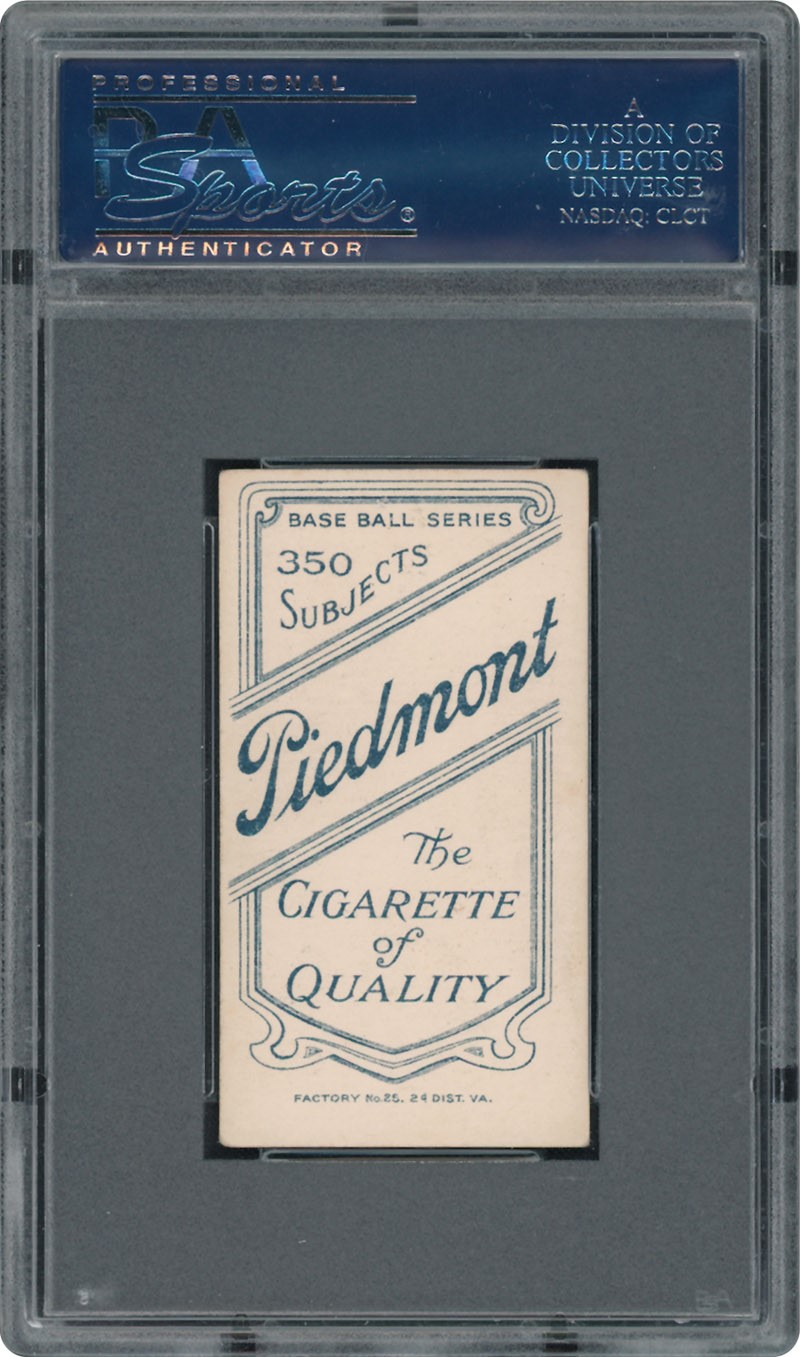 PROFESSIONAL
PSA
Sports®
AUTHENTICATOR
A
DIVISION OF
COLLECTORS
UNIVERSE
NASDAQ: CLCT
BASE BALL SERIES
350
SUBJECTS
Piedmont
The
CIGARETTE
of
QUALITY
FACTORY No. 25. 2d DIST. VA.
PSA